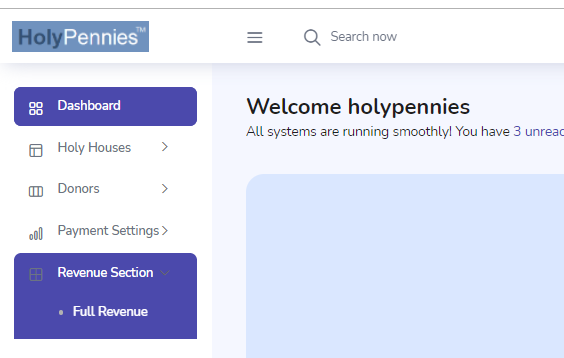 HolyPennies™
Search now
Dashboard
Holy Houses
Donors
Payment Settings
Revenue Section
Full Revenue
Welcome holypennies
All systems are running smoothly! You have 3 unread